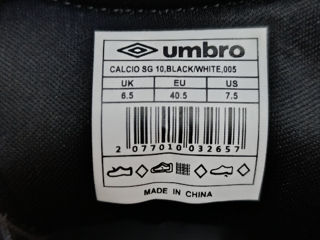 umbro
CALCIO SG 10,BLACK/WHITE,005
UK EU US
6.5 40.5 7.5
2 077010 032657
MADE IN CHINA